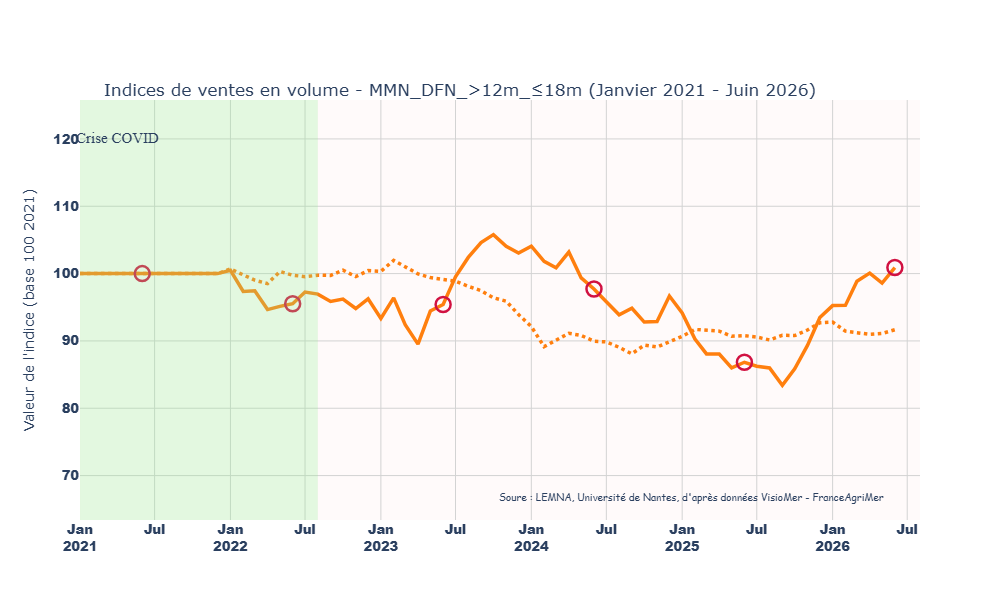 Indices de ventes en volume - MMN_DFN_>12m_≤18m (Janvier 2021 - Juin 2026)
Crise COVID
120
110
100
90
80
70
Valeur de l'indice (base 100 2021)
Soure : LEMNA, Université de Nantes, d'après données VisioMer - FranceAgriMer
Jan Jul Jan Jul Jan Jul Jan Jul Jan Jul Jan Jul
2021 2022 2023 2024 2025 2026